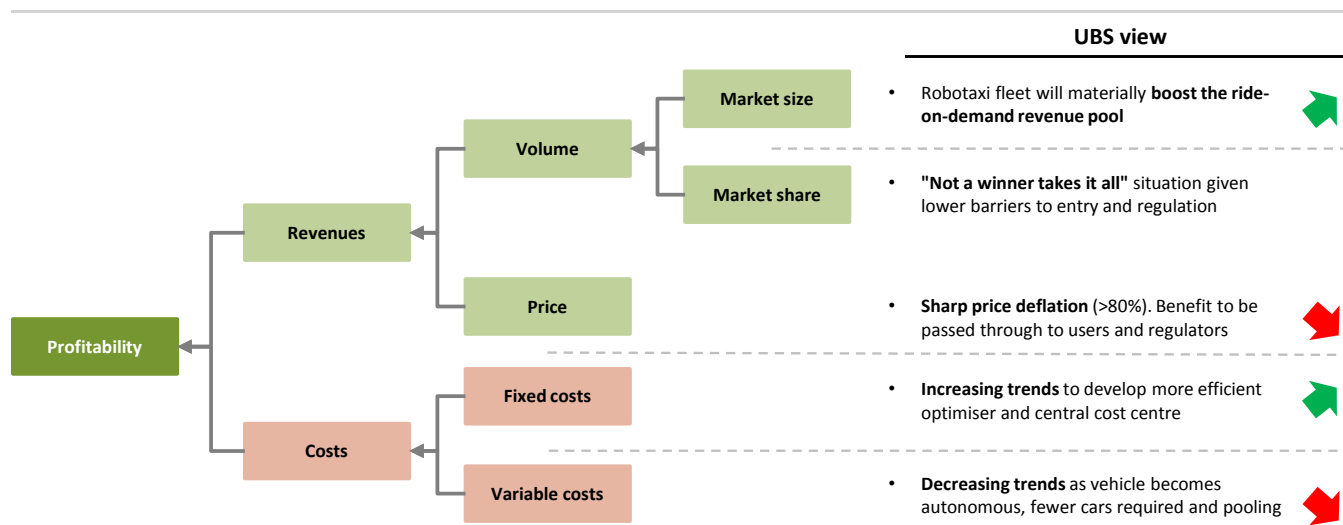 UBS view
Market size
• Robotaxi fleet will materially boost the ride-
on-demand revenue pool
Volume
Market share
• "Not a winner takes it all" situation given
lower barriers to entry and regulation
Revenues
Price
• Sharp price deflation (>80%). Benefit to be
passed through to users and regulators
Profitability
Fixed costs
• Increasing trends to develop more efficient
optimiser and central cost centre
Costs
Variable costs
• Decreasing trends as vehicle becomes
autonomous, fewer cars required and pooling